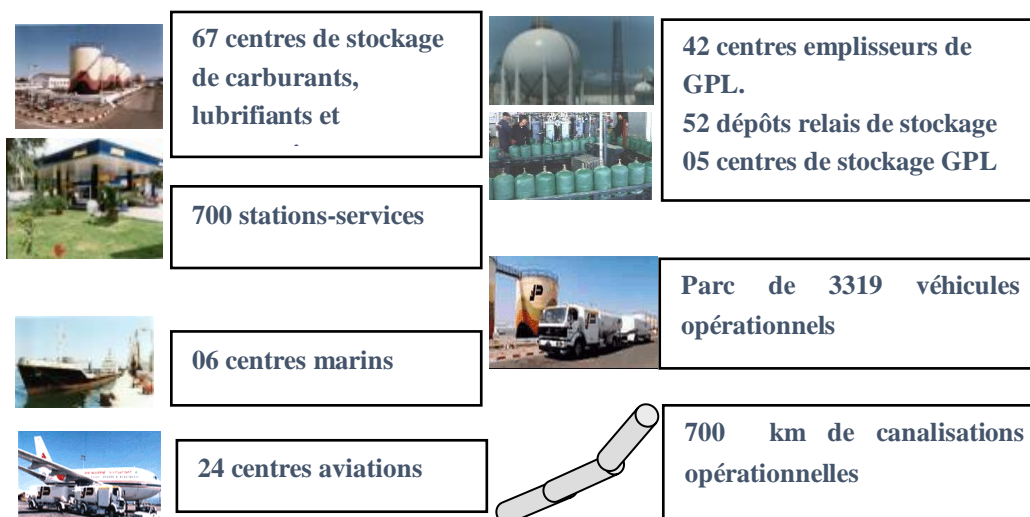 67 centres de stockage
de carburants,
lubrifiants et
700 stations-services
06 centres marins
24 centres aviations
42 centres emplisseurs de
GPL.
52 dépôts relais de stockage
05 centres de stockage GPL
Parc de 3319 véhicules
opérationnels
700 km de canalisations
opérationnelles